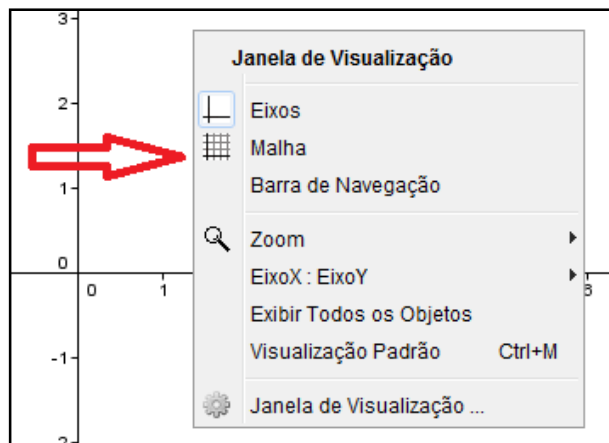 3
Janela de Visualização
2
Eixos
Malha
1
Barra de Navegação
Zoom
0
EixoX : EixoY
0 1
Exibir Todos os Objetos
-1
Visualização Padrão Ctrl+M
Janela de Visualização ...